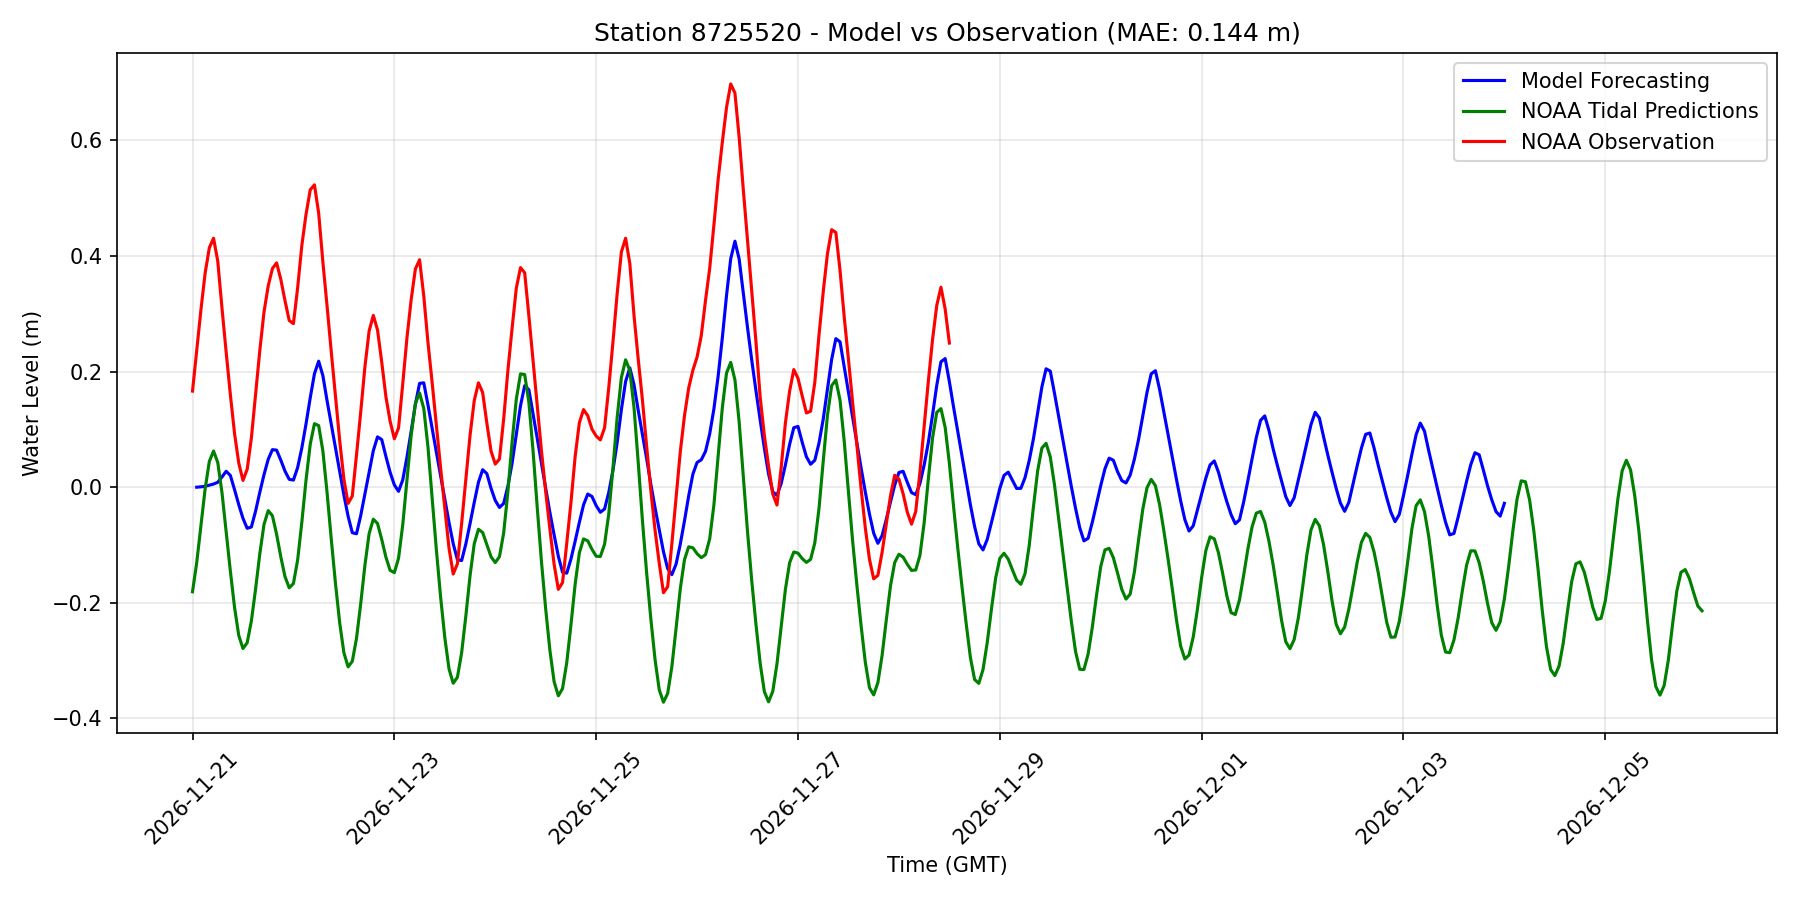 Station 8725520 - Model vs Observation (MAE: 0.144 m)
Model Forecasting
NOAA Tidal Predictions
NOAA Observation
Water Level (m)
0.6
0.4
0.2
0.0
−0.2
−0.4
2026-11-21
2026-11-23
2026-11-25
2026-11-27
2026-11-29
2026-12-01
2026-12-03
2026-12-05
Time (GMT)